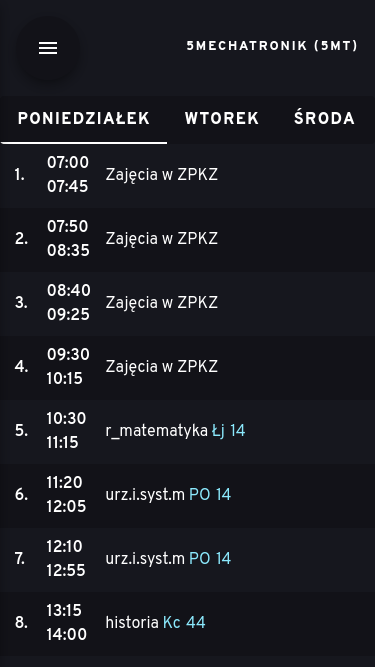 5MECHATRONIK (5MT)
PONIEDZIAŁEK WTOREK ŚRODA
1. 07:00 07:45 Zajęcia w ZPKZ
2. 07:50 08:35 Zajęcia w ZPKZ
3. 08:40 09:25 Zajęcia w ZPKZ
4. 09:30 10:15 Zajęcia w ZPKZ
5. 10:30 11:15 r_matematyka Łj 14
6. 11:20 12:05 urz.i.syst.m PO 14
7. 12:10 12:55 urz.i.syst.m PO 14
8. 13:15 14:00 historia Kc 44